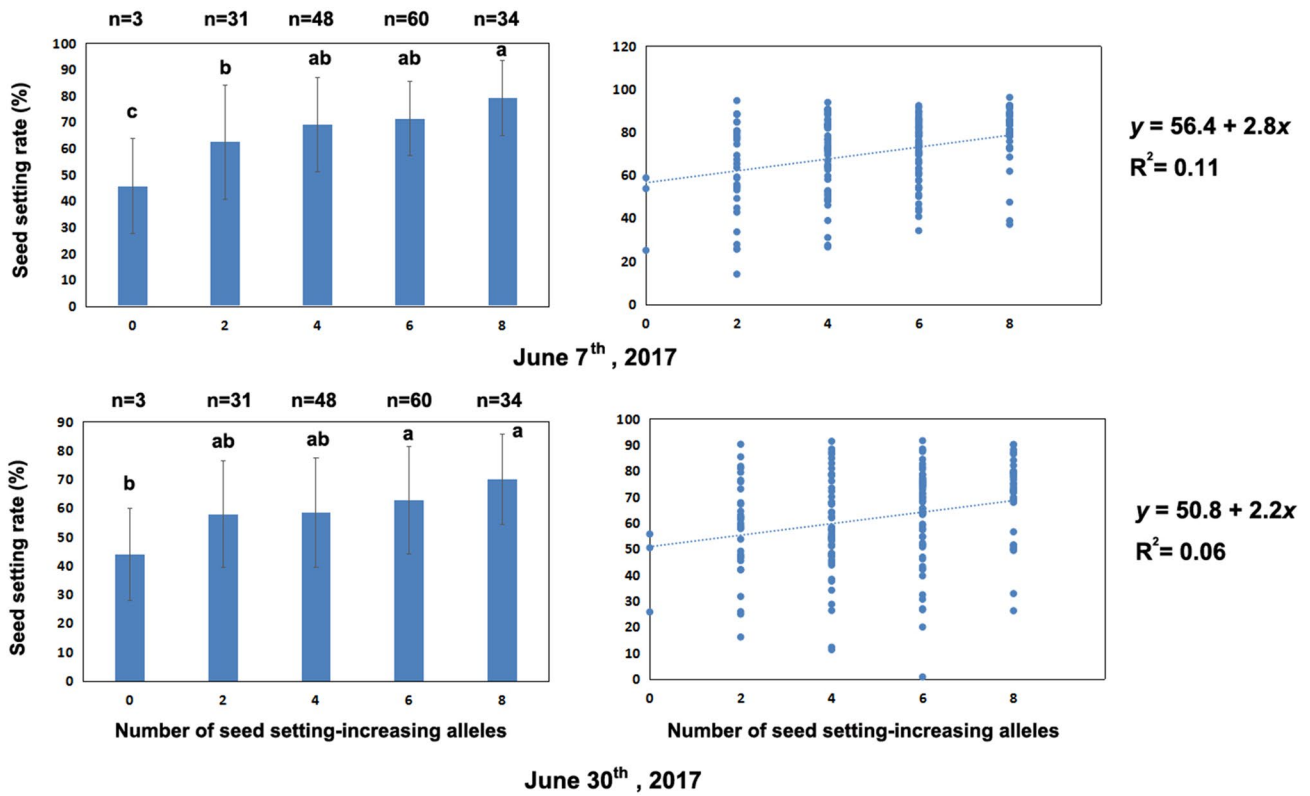 n=3 n=31 n=48 n=60 n=34
Seed setting rate (%)
100
90
80
70
60
50
40
30
20
10
0
c
b
ab
ab
a
0 2 4 6 8
120
100
80
60
40
20
0
0 2 4 6 8
y = 56.4 + 2.8x
R²= 0.11
June 7th , 2017
n=3 n=31 n=48 n=60 n=34
Seed setting rate (%)
90
80
70
60
50
40
30
20
10
0
b
ab
ab
a
a
0 2 4 6 8
Number of seed setting-increasing alleles
100
90
80
70
60
50
40
30
20
10
0
0 2 4 6 8
Number of seed setting-increasing alleles
y = 50.8 + 2.2x
R²= 0.06
June 30th , 2017